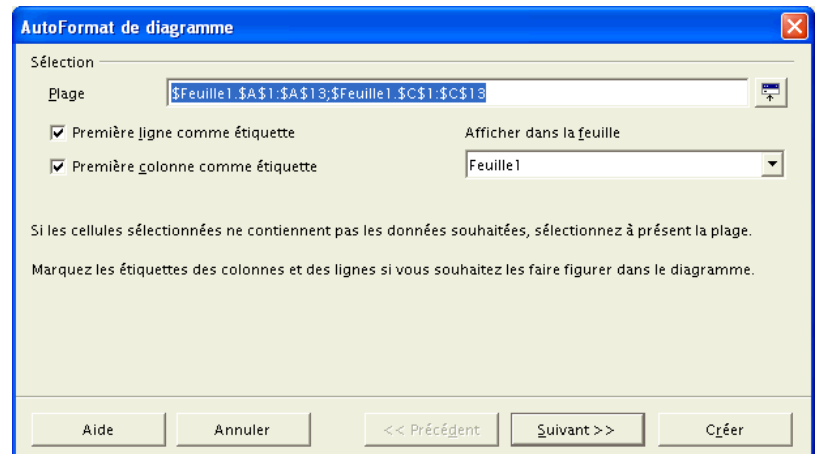 AutoFormat de diagramme
Sélection
Plage
$Feuille1.$A$1:$A$13;$Feuille1.$C$1:$C$13
Première ligne comme étiquette
Afficher dans la feuille
Première colonne comme étiquette
Feuille1
Si les cellules sélectionnées ne contiennent pas les données souhaitées, sélectionnez à présent la plage.
Marquez les étiquettes des colonnes et des lignes si vous souhaitez les faire figurer dans le diagramme.
Aide
Annuler
<< Précédent
Suivant >>
Créer